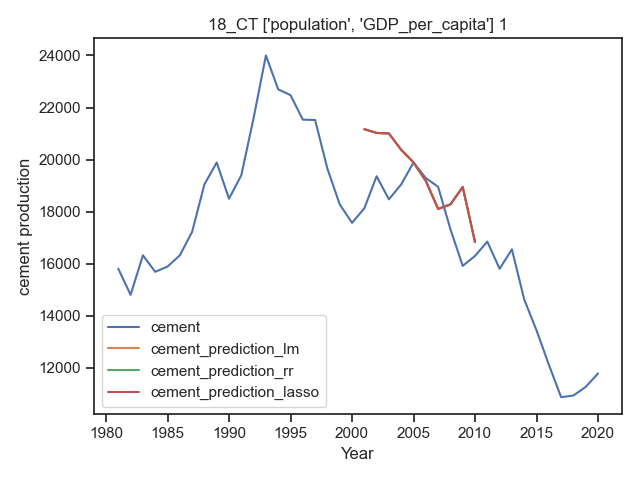 18_CT ['population', 'GDP_per_capita'] 1
24000
22000
20000
18000
16000
14000
12000
cement production
cement
cement_prediction_lm
cement_prediction_rr
cement_prediction_lasso
1980 1985 1990 1995 2000 2005 2010 2015 2020
Year